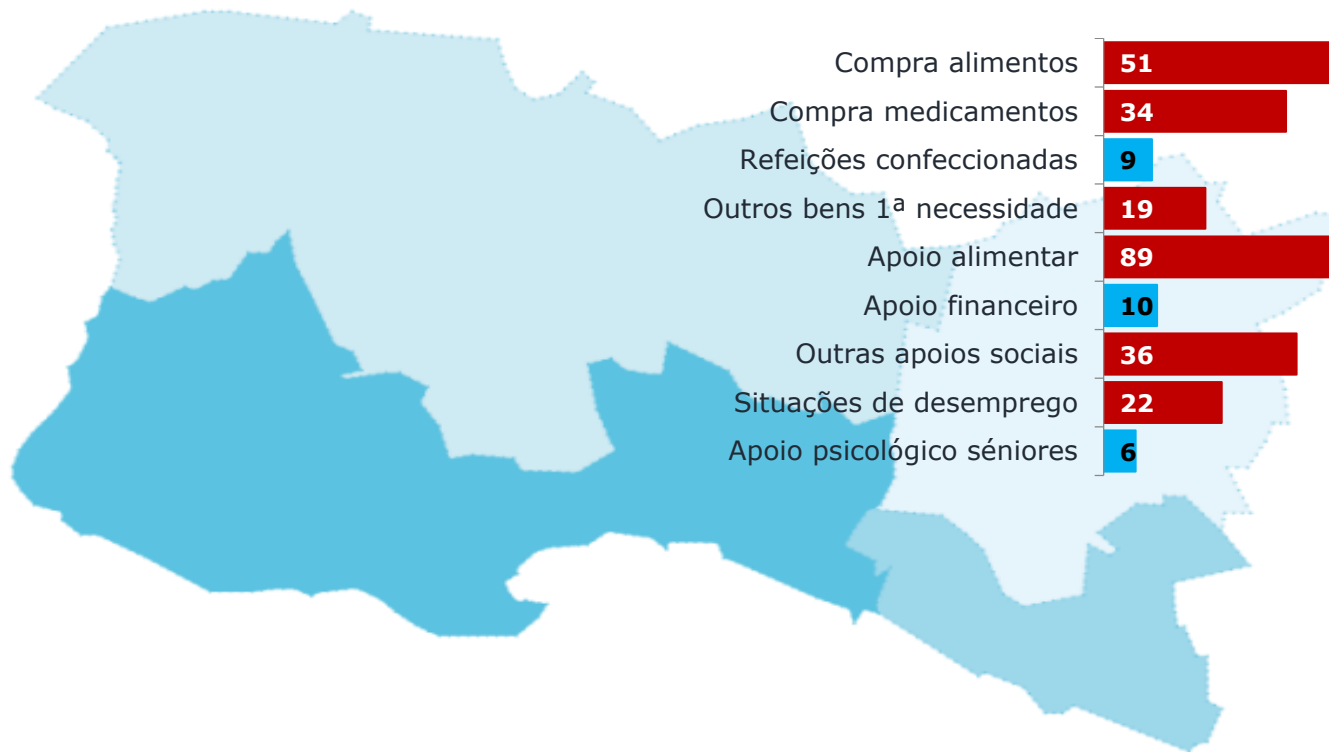 Compra alimentos 51
Compra medicamentos 34
Refeições confeccionadas 9
Outros bens 1ª necessidade 19
Apoio alimentar 89
Apoio financeiro 10
Outras apoios sociais 36
Situações de desemprego 22
Apoio psicológico séniores 6